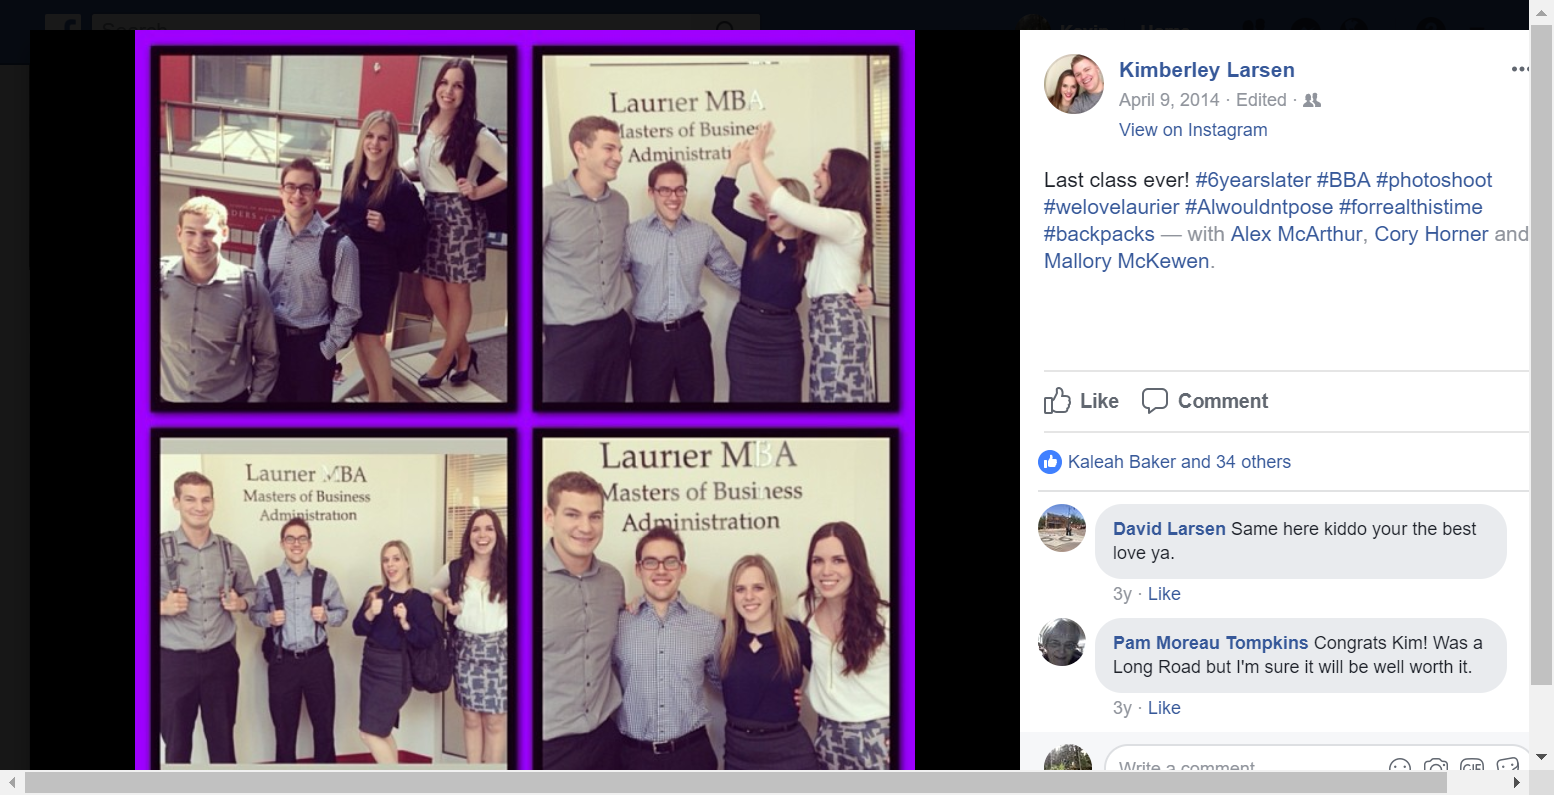 Search
Home
Laurier MBA
Masters of Business
Administrat
Laurier MBA
Masters of Business
Administration
Laurier MBA
Masters of Business
Administration
Kimberley Larsen
April 9, 2014 · Edited ·
View on Instagram
Last class ever! #6yearslater #BBA #photoshoot
#welovelaurier #Alwouldntpose #forrealthistime
#backpacks — with Alex McArthur, Cory Horner and
Mallory McKewen.
Like Comment
Kaleah Baker and 34 others
David Larsen Same here kiddo your the best
love ya.
3y · Like
Pam Moreau Tompkins Congrats Kim! Was a
Long Road but I'm sure it will be well worth it.
3y · Like
Write a comment
GIF